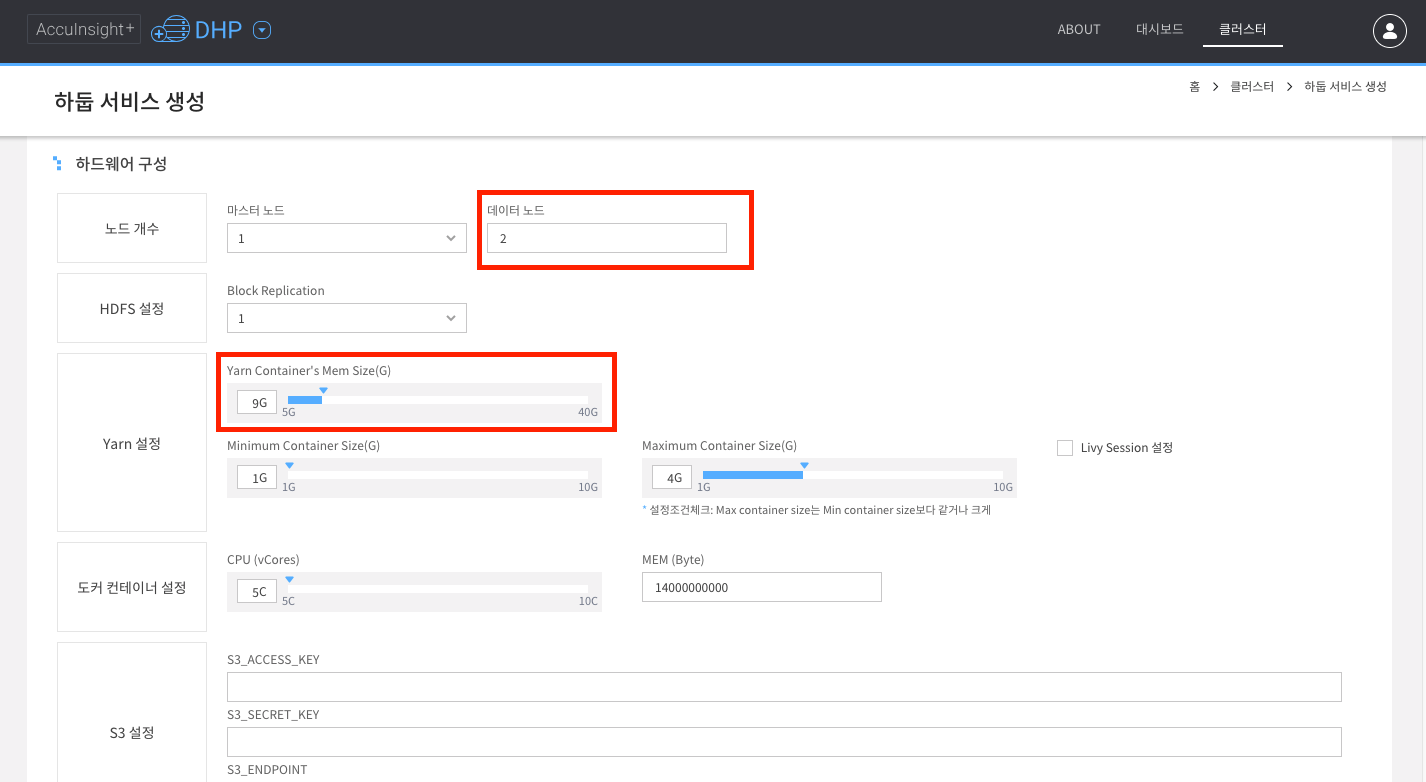 AccuInsight+ DHP ABOUT 대시보드 클러스터
하둡 서비스 생성
홈 > 클러스터 > 하둡 서비스 생성
하드웨어 구성
노드 개수
마스터 노드
1
데이터 노드
2
HDFS 설정
Block Replication
1
Yarn 설정
Yarn Container's Mem Size(G)
9G
5G 40G
Minimum Container Size(G)
1G
1G 10G
Maximum Container Size(G)
4G
1G 10G
* 설정조건체크: Max container size는 Min container size보다 같거나 크게
Livy Session 설정
도커 컨테이너 설정
CPU (vCores)
5C
5C 10C
MEM (Byte)
14000000000
S3 설정
S3_ACCESS_KEY
S3_SECRET_KEY
S3_ENDPOINT